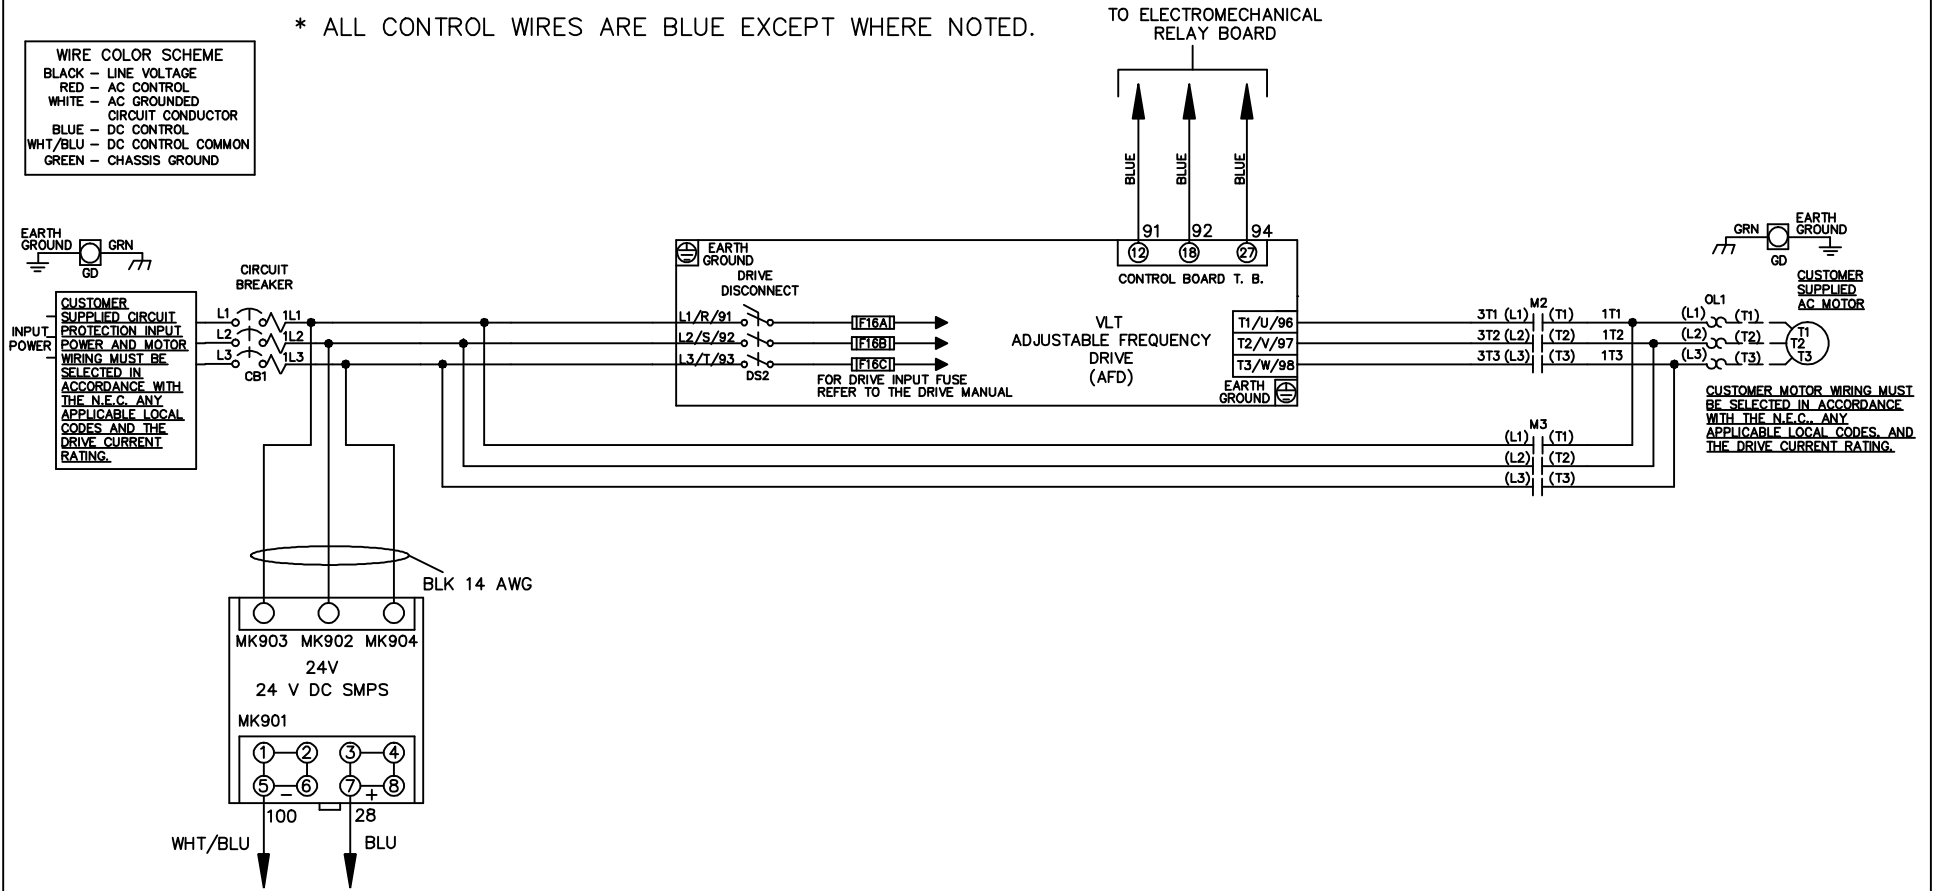 * ALL CONTROL WIRES ARE BLUE EXCEPT WHERE NOTED.
TO ELECTROMECHANICAL
RELAY BOARD
WIRE COLOR SCHEME
BLACK – LINE VOLTAGE
RED – AC CONTROL
WHITE – AC GROUNDED
CIRCUIT CONDUCTOR
BLUE – DC CONTROL
WHT/BLU – DC CONTROL COMMON
GREEN – CHASSIS GROUND
BLUE
BLUE
BLUE
91
92
94
12
18
27
CONTROL BOARD T. B.
EARTH
GROUND
GRN
GD
CIRCUIT
BREAKER
INPUT
POWER
CUSTOMER
SUPPLIED CIRCUIT
PROTECTION INPUT
POWER AND MOTOR
WIRING MUST BE
SELECTED IN
ACCORDANCE WITH
THE N.E.C. ANY
APPLICABLE LOCAL
CODES AND THE
DRIVE CURRENT
RATING.
L1
L2
L3
1L1
1L2
1L3
CB1
EARTH
GROUND
DRIVE
DISCONNECT
L1/R/91
L2/S/92
L3/T/93
DS2
F16A
F16B
F16C
FOR DRIVE INPUT FUSE
REFER TO THE DRIVE MANUAL
VLT
ADJUSTABLE FREQUENCY
DRIVE
(AFD)
T1/U/96
T2/V/97
T3/W/98
EARTH
GROUND
M2
3T1 (L1) (T1) 1T1
3T2 (L2) (T2) 1T2
3T3 (L3) (T3) 1T3
M3
(L1) (T1)
(L2) (T2)
(L3) (T3)
OL1
(L1) (T1)
(L2) (T2)
(L3) (T3)
T1
T2
T3
GRN
EARTH
GROUND
GD
CUSTOMER
SUPPLIED
AC MOTOR
CUSTOMER MOTOR WIRING MUST
BE SELECTED IN ACCORDANCE
WITH THE N.E.C., ANY
APPLICABLE LOCAL CODES, AND
THE DRIVE CURRENT RATING.
BLK 14 AWG
MK903 MK902 MK904
24V
24 V DC SMPS
MK901
1 2 3 4
5 – 6 7 + 8
100
28
WHT/BLU
BLU